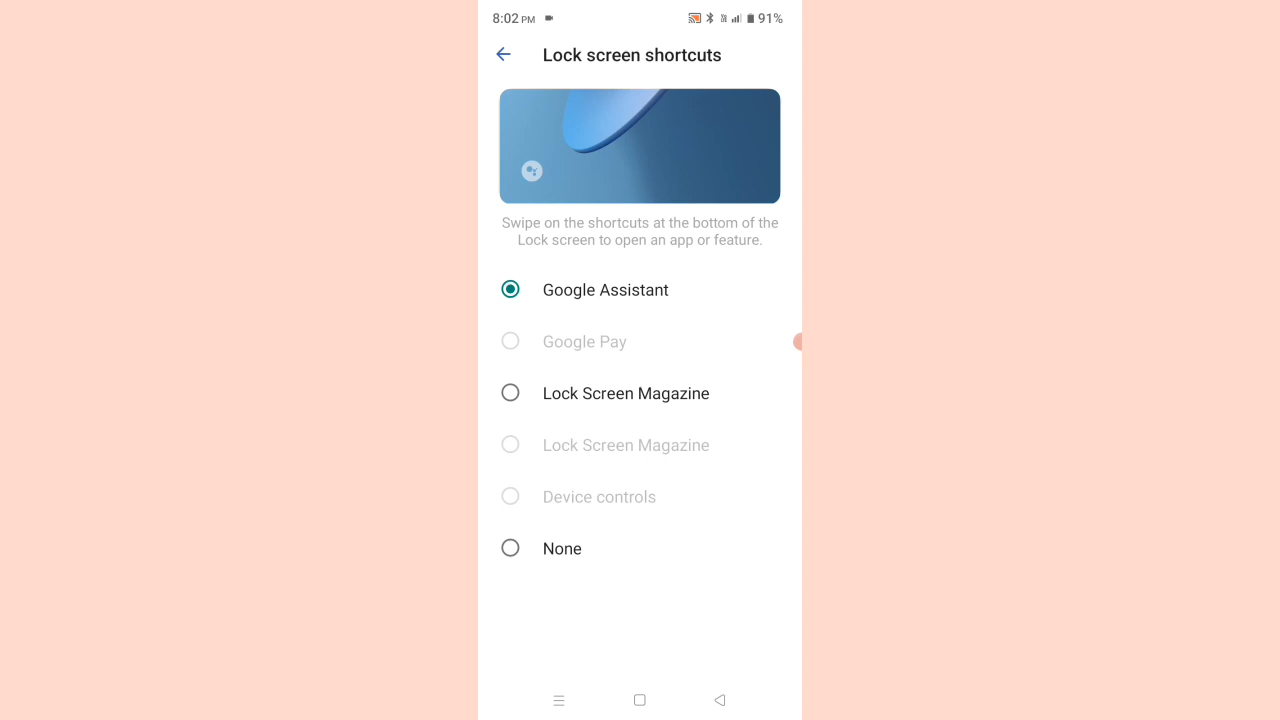 8:02 PM 91%
Lock screen shortcuts
Swipe on the shortcuts at the bottom of the
Lock screen to open an app or feature.
Google Assistant
Google Pay
Lock Screen Magazine
Lock Screen Magazine
Device controls
None